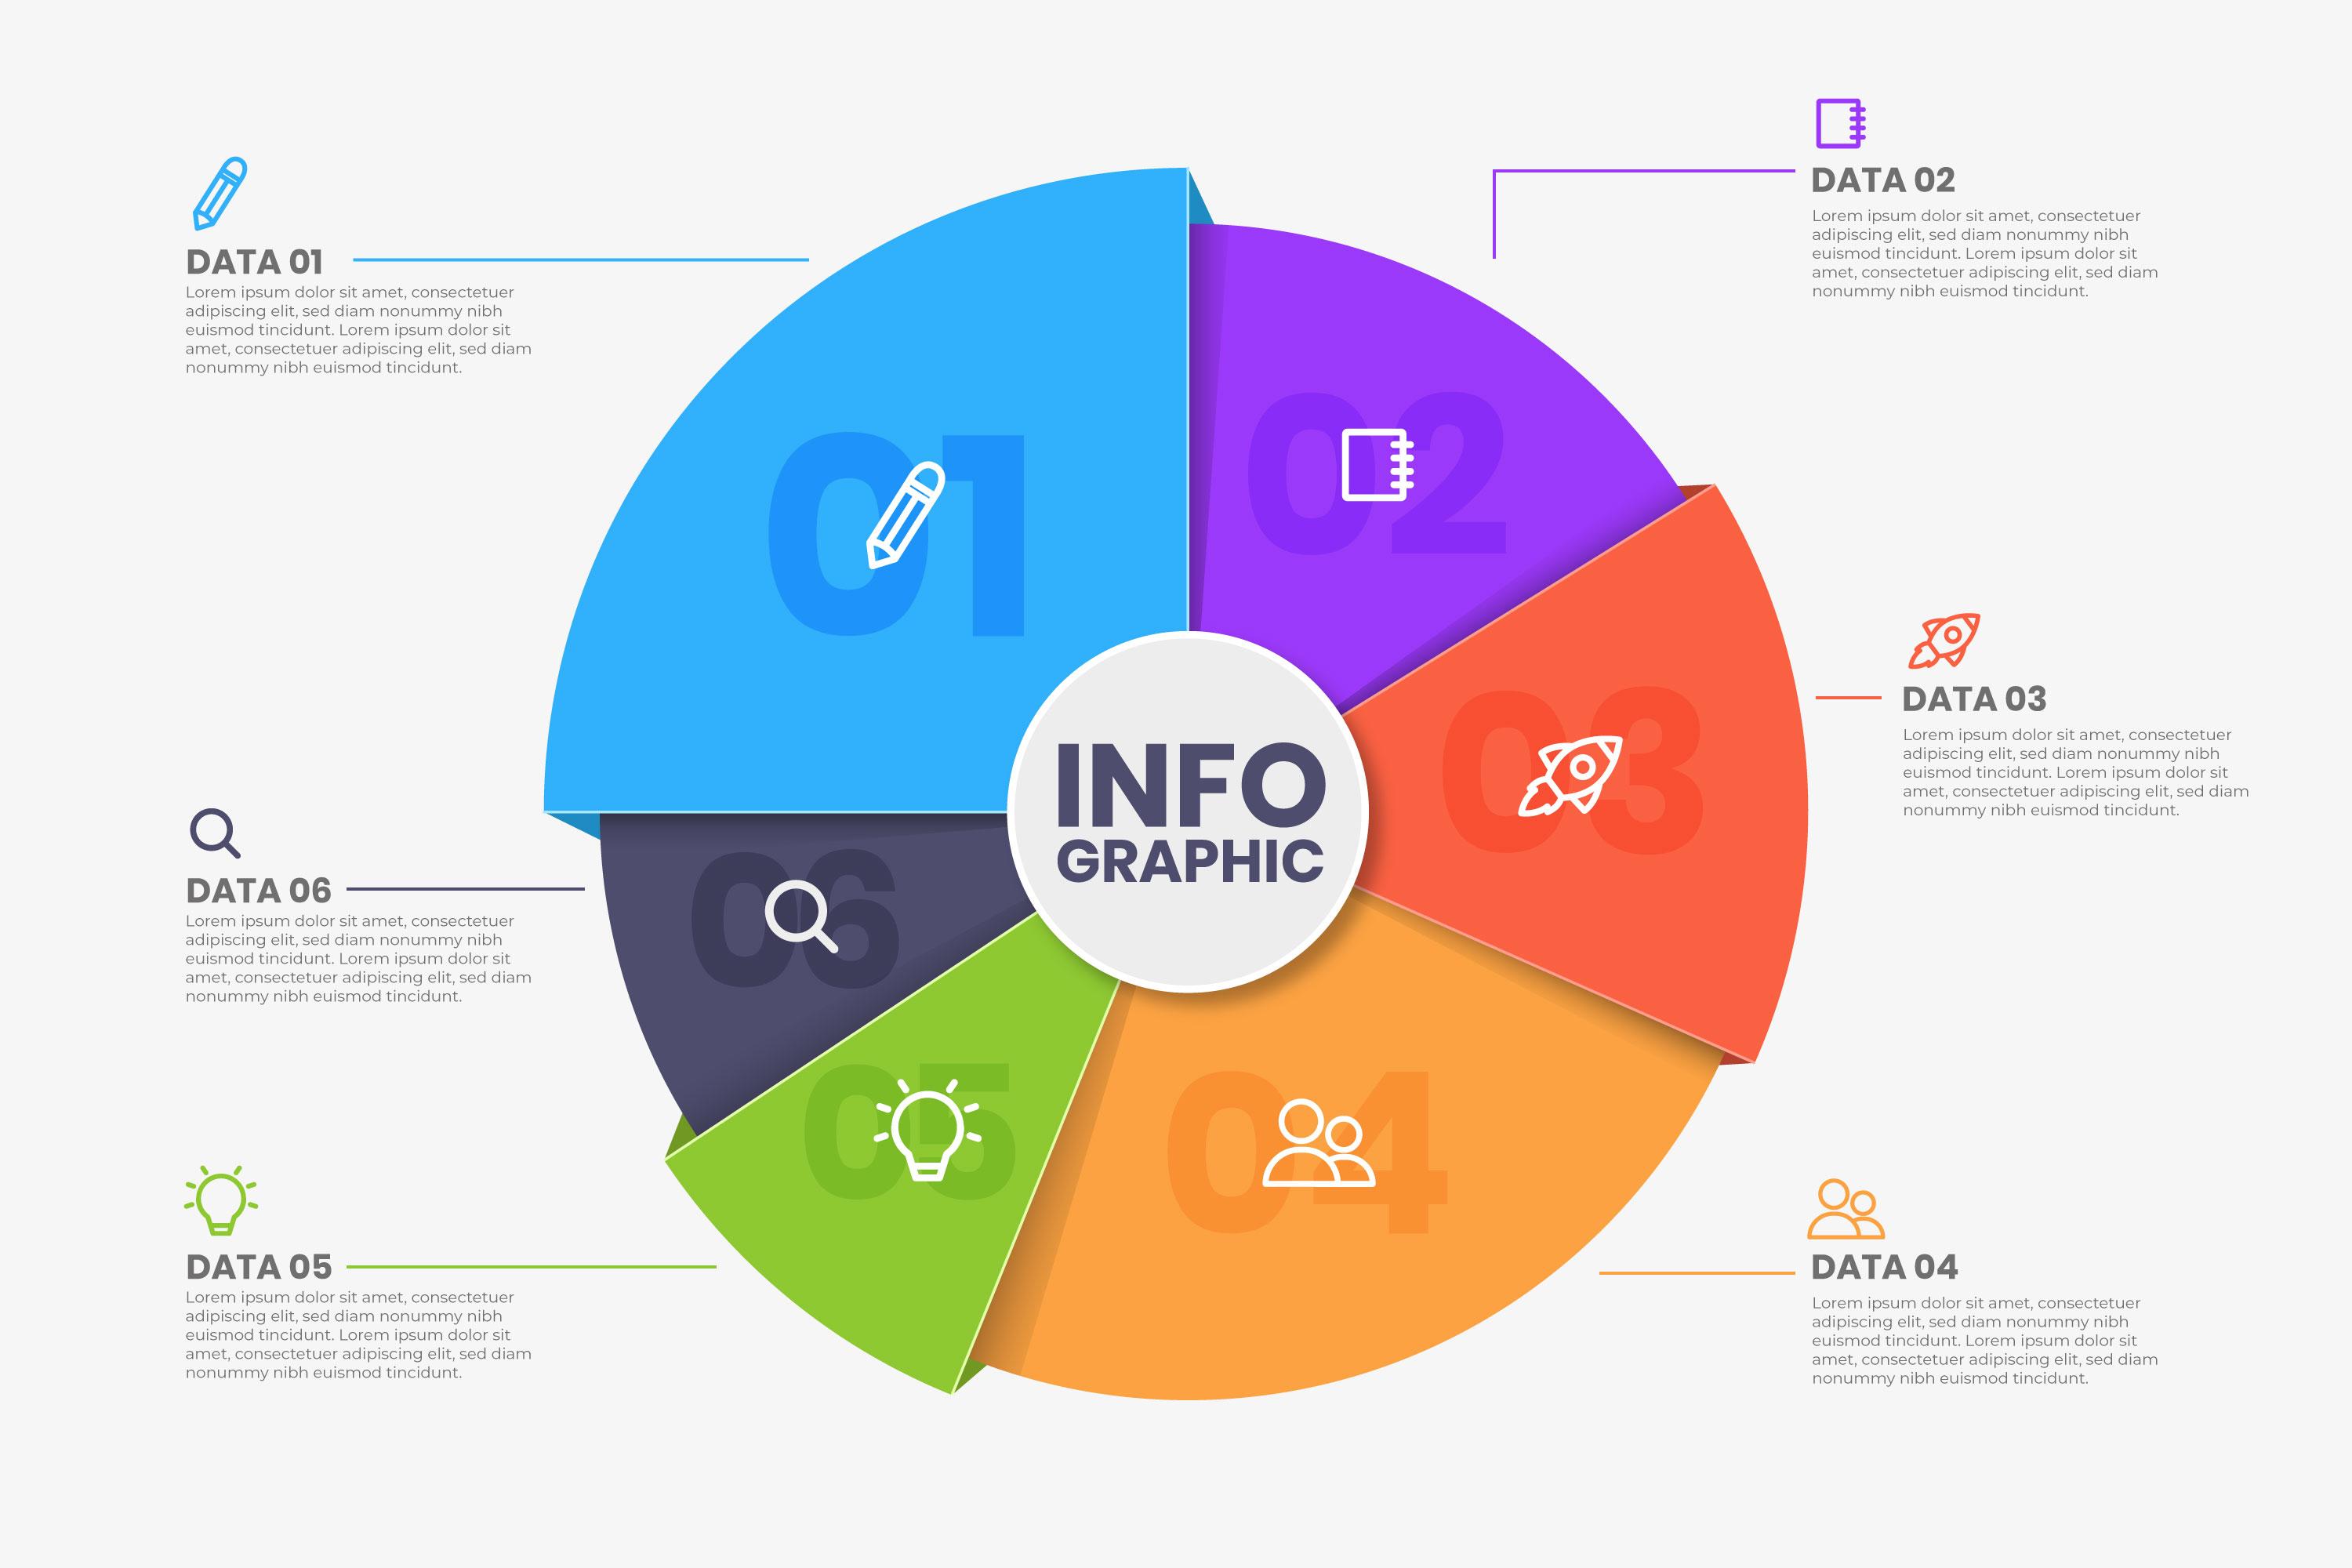 DATA 01
Lorem ipsum dolor sit amet, consectetuer
adipiscing elit, sed diam nonummy nibh
euismod tincidunt. Lorem ipsum dolor sit
amet, consectetuer adipiscing elit, sed diam
nonummy nibh euismod tincidunt.
DATA 02
Lorem ipsum dolor sit amet, consectetuer
adipiscing elit, sed diam nonummy nibh
euismod tincidunt. Lorem ipsum dolor sit
amet, consectetuer adipiscing elit, sed diam
nonummy nibh euismod tincidunt.
01
02
03
DATA 03
Lorem ipsum dolor sit amet, consectetuer
adipiscing elit, sed diam nonummy nibh
euismod tincidunt. Lorem ipsum dolor sit
amet, consectetuer adipiscing elit, sed diam
nonummy nibh euismod tincidunt.
INFO
GRAPHIC
06
DATA 06
Lorem ipsum dolor sit amet, consectetuer
adipiscing elit, sed diam nonummy nibh
euismod tincidunt. Lorem ipsum dolor sit
amet, consectetuer adipiscing elit, sed diam
nonummy nibh euismod tincidunt.
05
04
DATA 05
Lorem ipsum dolor sit amet, consectetuer
adipiscing elit, sed diam nonummy nibh
euismod tincidunt. Lorem ipsum dolor sit
amet, consectetuer adipiscing elit, sed diam
nonummy nibh euismod tincidunt.
DATA 04
Lorem ipsum dolor sit amet, consectetuer
adipiscing elit, sed diam nonummy nibh
euismod tincidunt. Lorem ipsum dolor sit
amet, consectetuer adipiscing elit, sed diam
nonummy nibh euismod tincidunt.